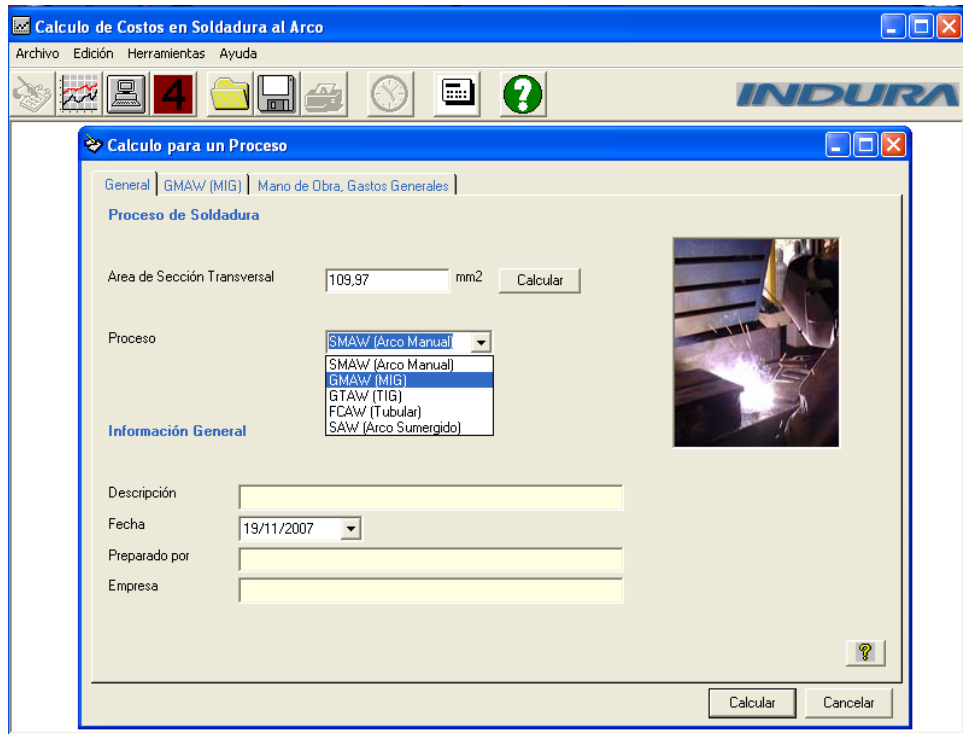 Calculo de Costos en Soldadura al Arco
Archivo Edición Herramientas Ayuda
4
?
INDURA
Calculo para un Proceso
General GMAW (MIG) Mano de Obra, Gastos Generales
Proceso de Soldadura
Area de Sección Transversal 109,97 mm2 Calcular
Proceso SMAW (Arco Manual)
SMAW (Arco Manual)
GMAW (MIG)
GTAW (TIG)
FCAW (Tubular)
SAW (Arco Sumergido)
Información General
Descripción
Fecha 19/11/2007
Preparado por
Empresa
?
Calcular Cancelar